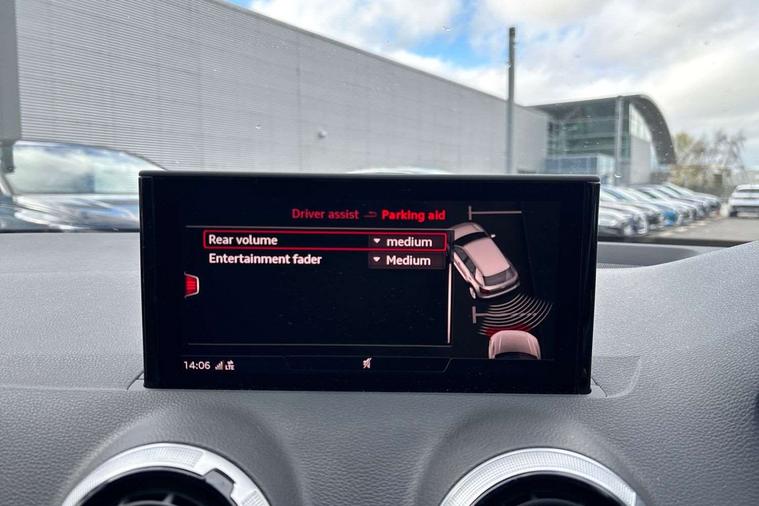 Driver assist Parking aid
Rear volume medium
Entertainment fader Medium
14:06 LTE